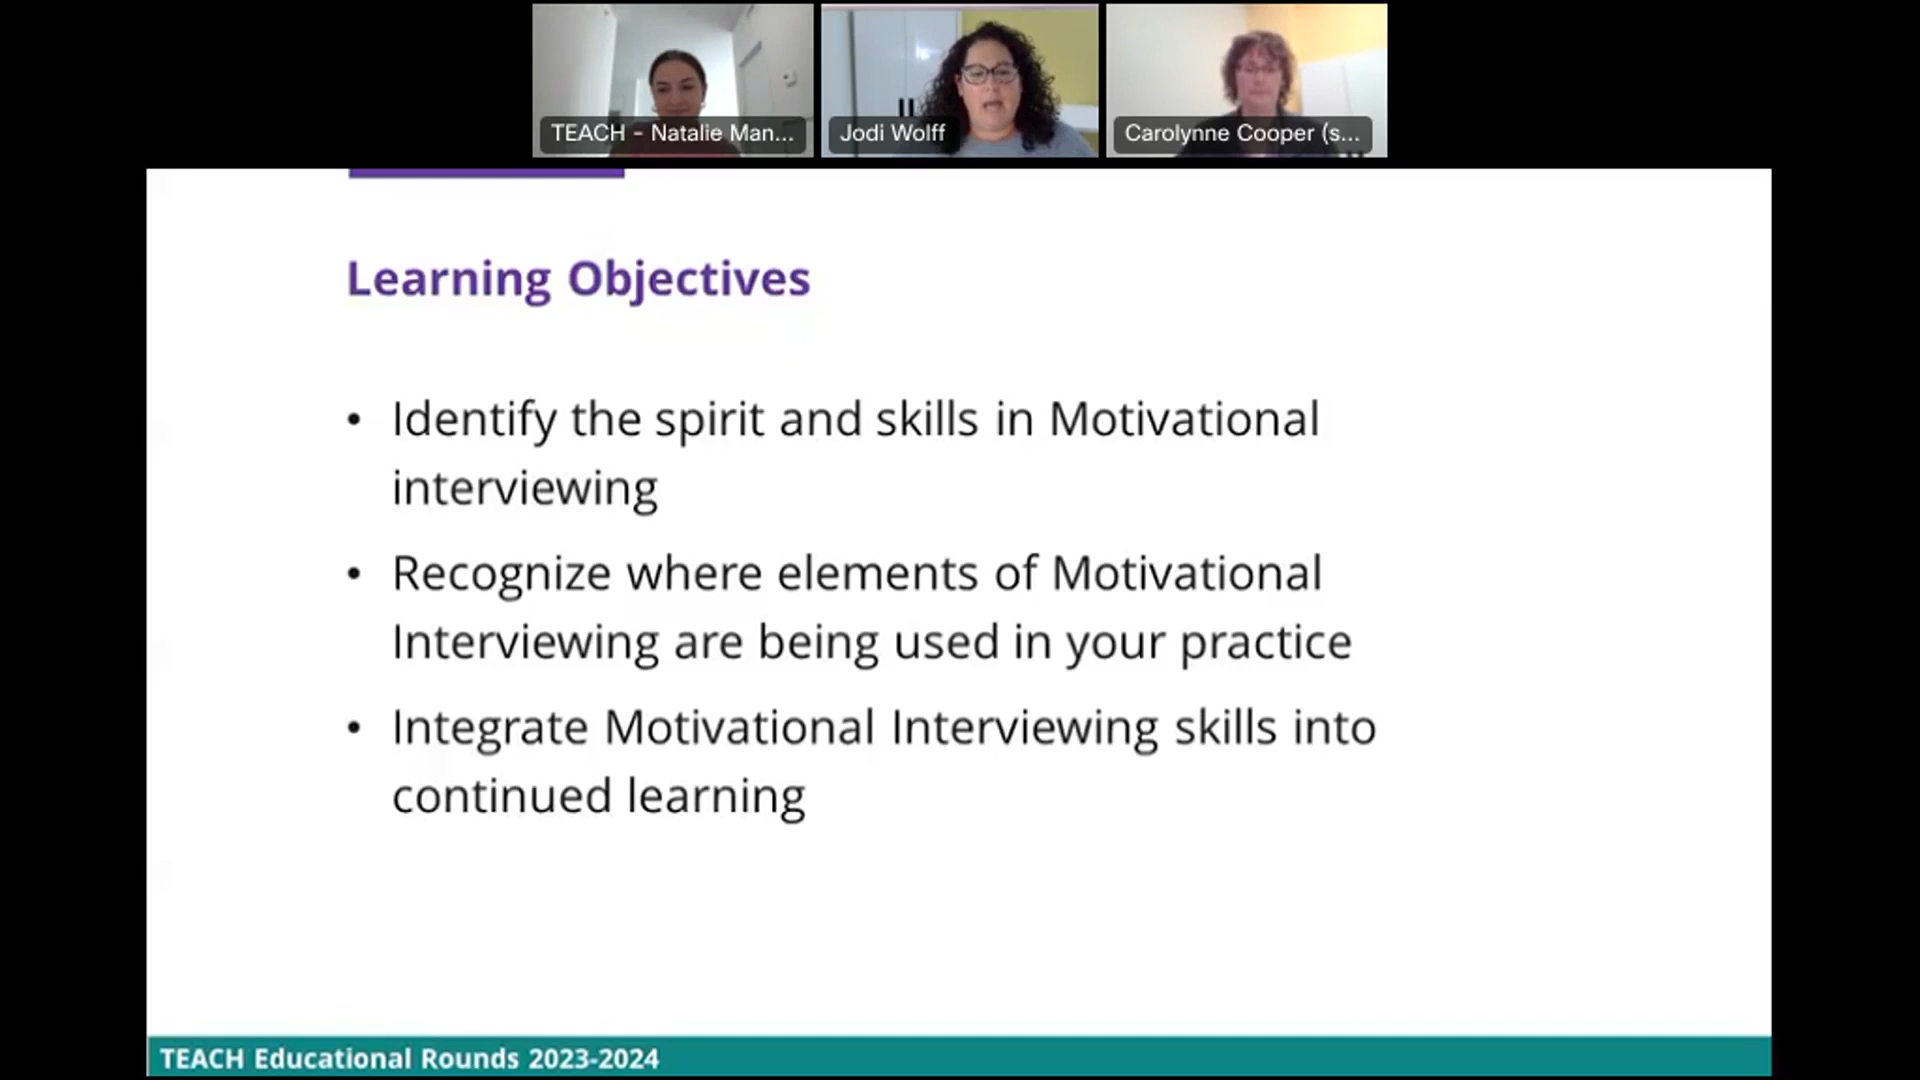 TEACH - Natalie Man...
Jodi Wolff
Carolynne Cooper (s...
Learning Objectives
• Identify the spirit and skills in Motivational
interviewing
• Recognize where elements of Motivational
Interviewing are being used in your practice
• Integrate Motivational Interviewing skills into
continued learning
TEACH Educational Rounds 2023-2024